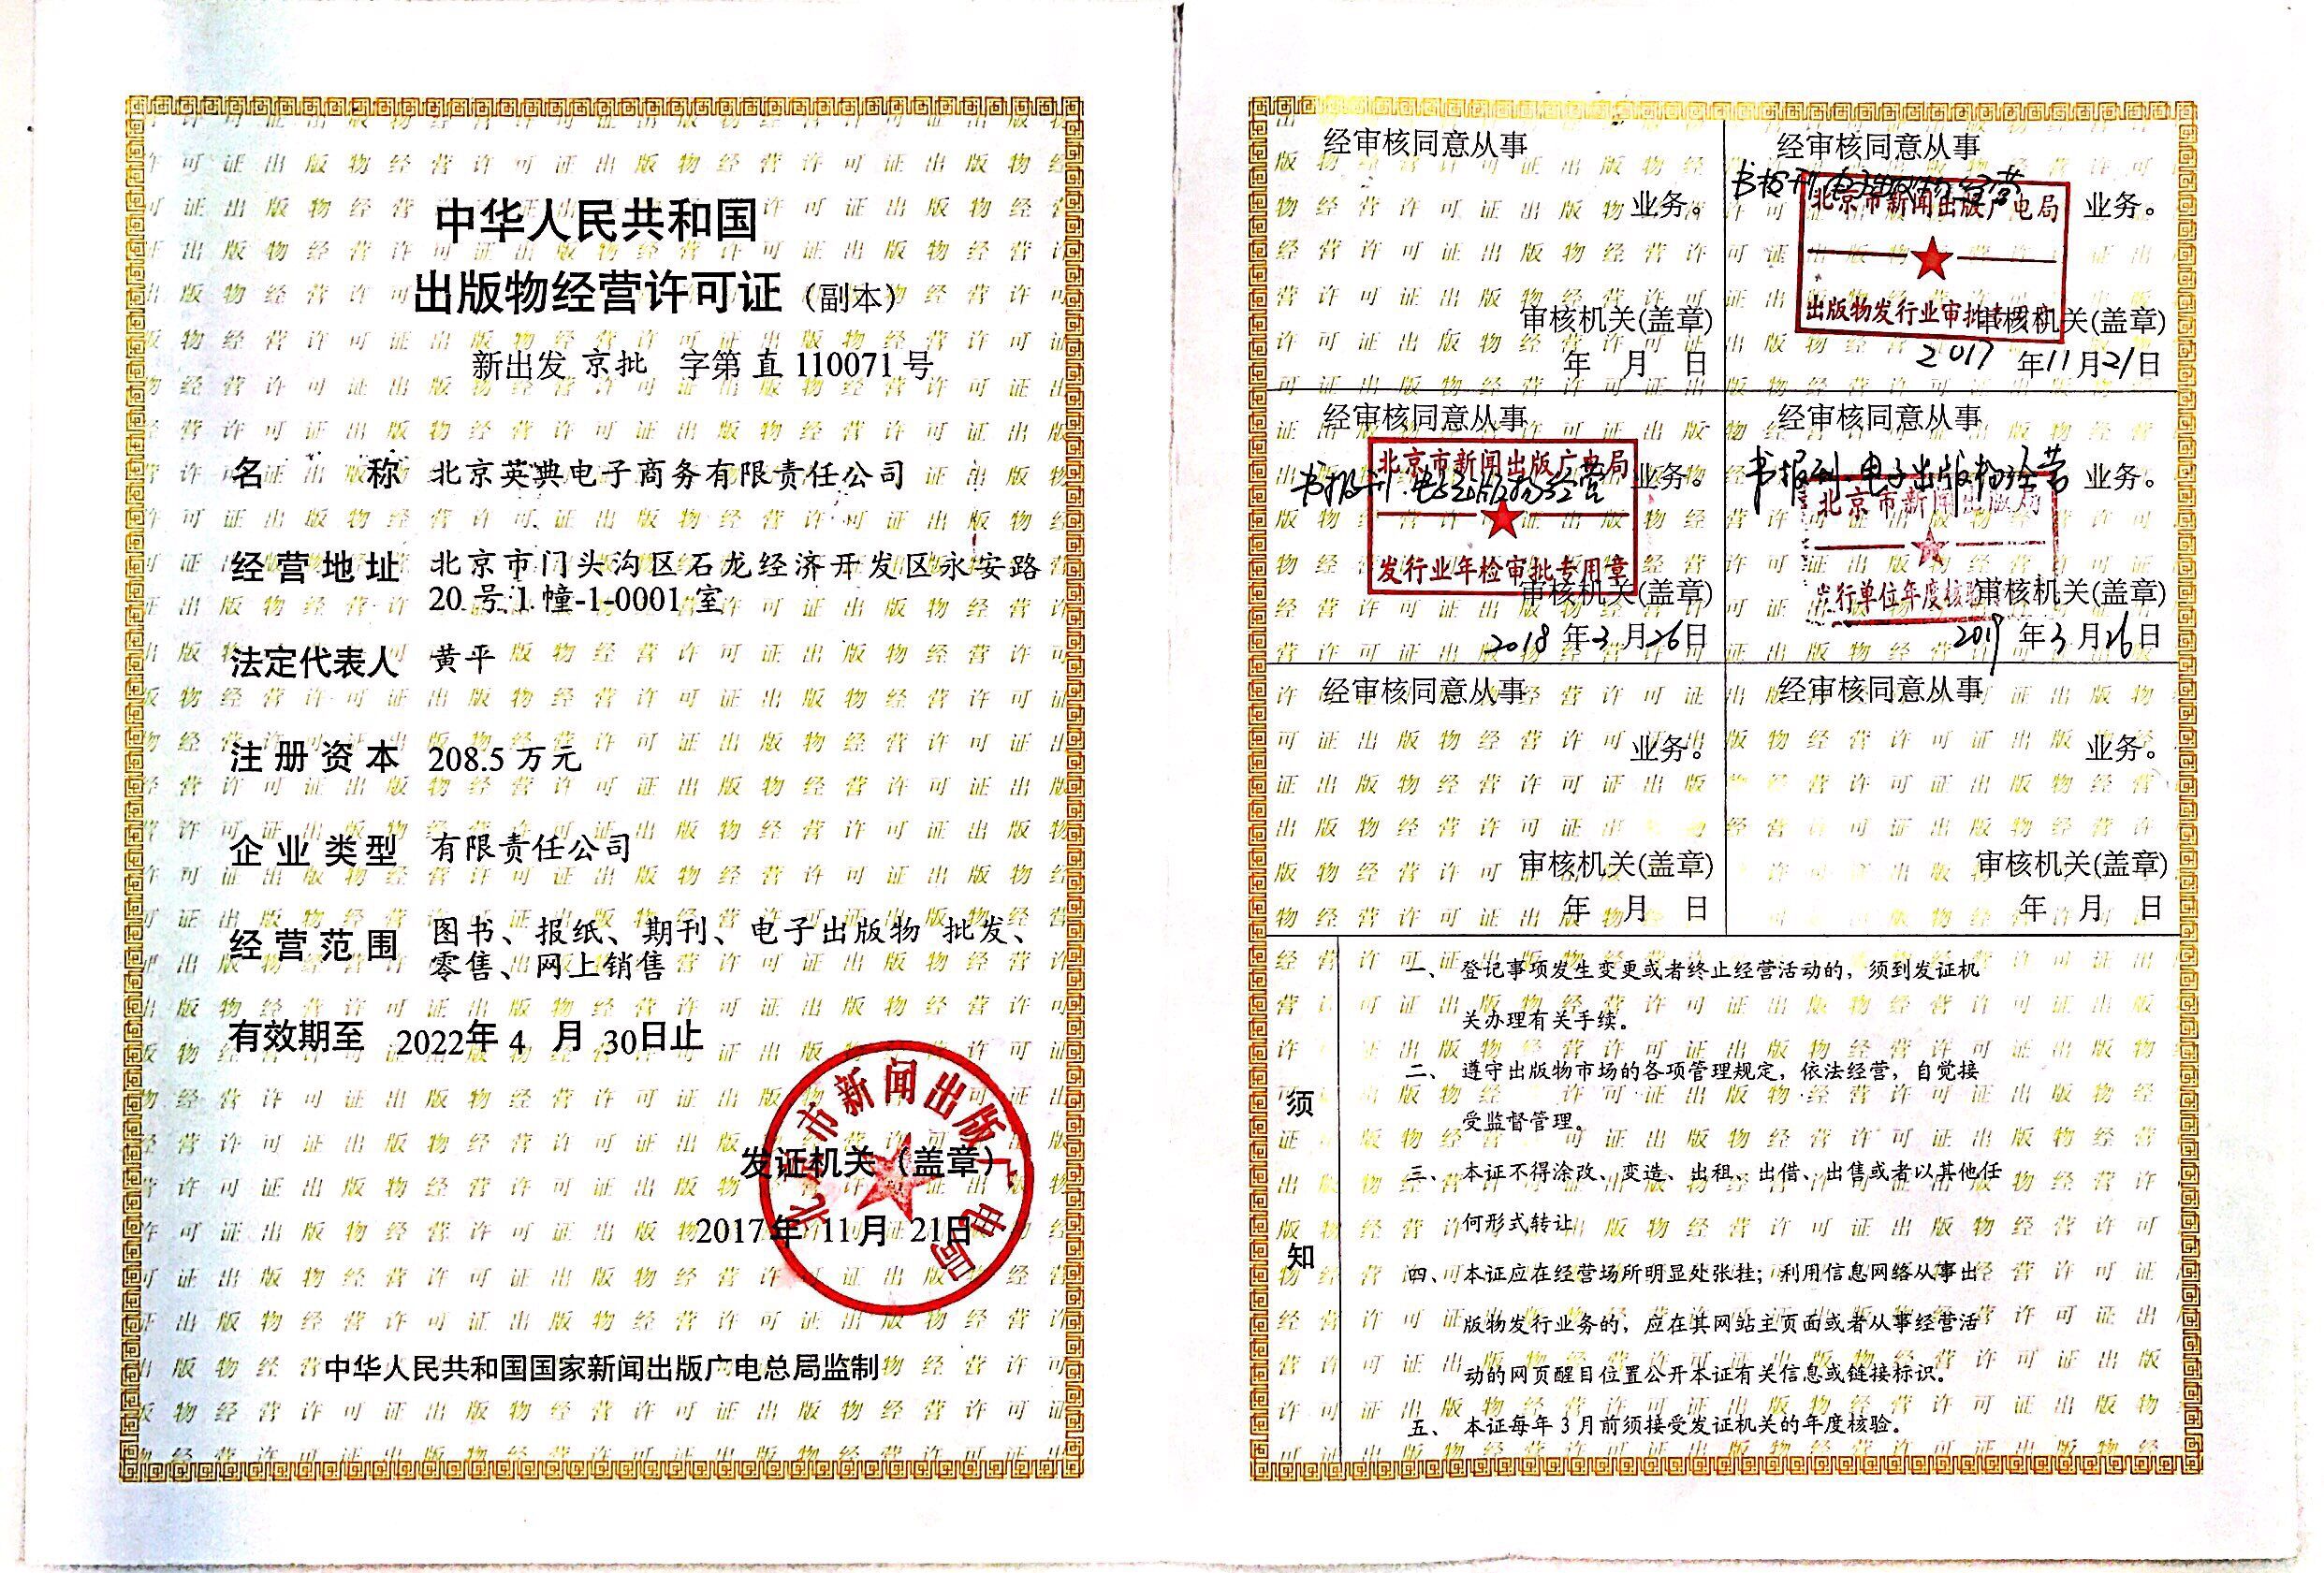 中华人民共和国
出版物经营许可证（副本）
新出发 京批 字第 直 110071 号
名称 北京英典电子商务有限责任公司
经营地址 北京市门头沟区石龙经济开发区永安路
20 号 1 幢-1-0001 室
法定代表人 黄平
注册资本 208.5 万元
企业类型 有限责任公司
经营范围 图书、报纸、期刊、电子出版物 批发、
零售、网上销售
有效期至 2022年 4 月 30日止
北京市新闻出版广电局
发证机关（盖章）
2017年 11月 21日
中华人民共和国国家新闻出版广电总局监制
经审核同意从事
业务。
审核机关(盖章)
年 月 日
经审核同意从事
书报刊电子出版物经营 业务。
北京市新闻出版广电局
出版物发行业审批专用章
审核机关(盖章)
2017 年11月21日
经审核同意从事
书报刊.电子出版物经营 业务。
北京市新闻出版广电局
发行业年检审批专用章
审核机关(盖章)
2018 年3月26日
经审核同意从事
书报刊.电子出版物经营 业务。
北京市新闻出版局
发行单位年度核验
审核机关(盖章)
2019 年3月26日
经审核同意从事
业务。
审核机关(盖章)
年 月 日
经审核同意从事
业务。
审核机关(盖章)
年 月 日
须知
一、登记事项发生变更或者终止经营活动的，须到发证机
关办理有关手续。
二、遵守出版物市场的各项管理规定，依法经营，自觉接
受监督管理。
三、本证不得涂改、变造、出租、出借、出售或者以其他任
何形式转让。
四、本证应在经营场所明显处张挂；利用信息网络从事出
版物发行业务的，应在其网站主页面或者从事经营活
动的网页醒目位置公开本证有关信息或链接标识。
五、本证每年 3 月前须接受发证机关的年度核验。